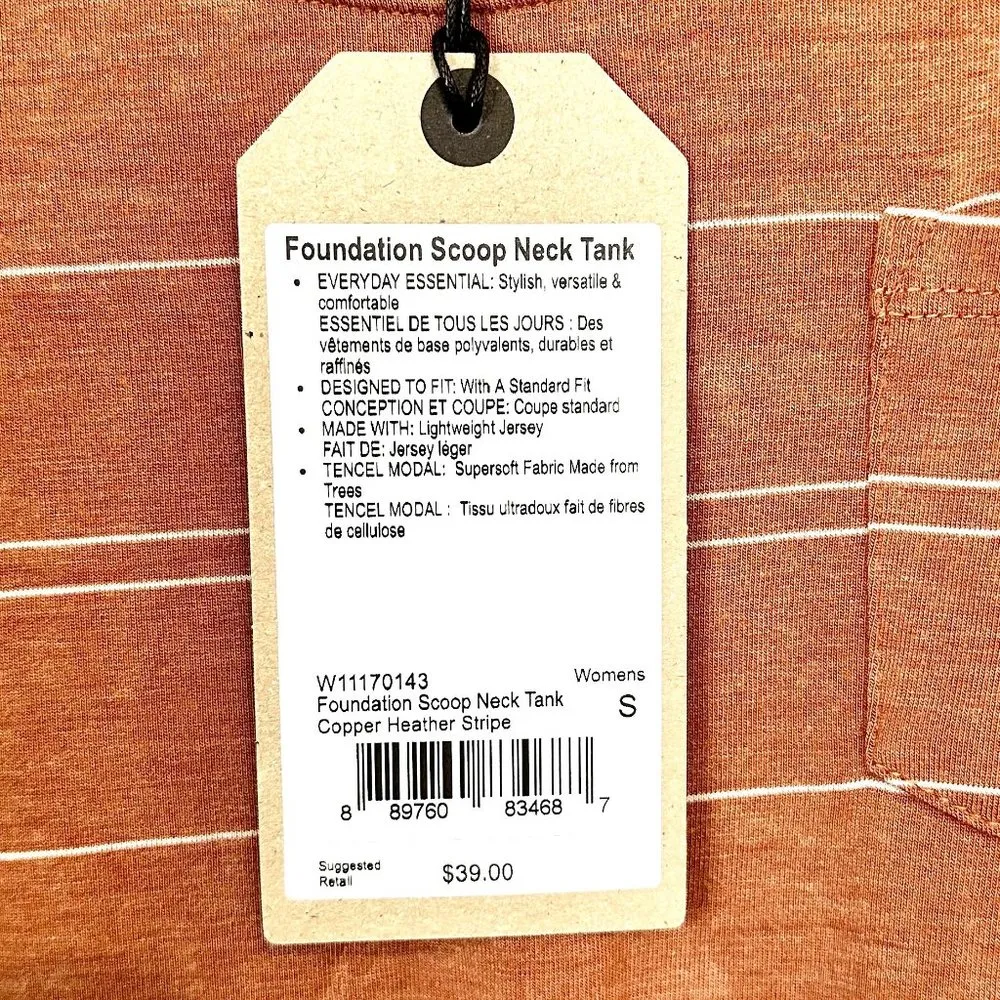 Foundation Scoop Neck Tank
• EVERYDAY ESSENTIAL: Stylish, versatile &
comfortable
ESSENTIEL DE TOUS LES JOURS : Des
vêtements de base polyvalents, durables et
raffinés
• DESIGNED TO FIT: With A Standard Fit
CONCEPTION ET COUPE: Coupe standard
• MADE WITH: Lightweight Jersey
FAIT DE: Jersey léger
• TENCEL MODAL: Supersoft Fabric Made from
Trees
TENCEL MODAL : Tissu ultradoux fait de fibres
de cellulose
W11170143 Womens
Foundation Scoop Neck Tank S
Copper Heather Stripe
8 89760 83468 7
Suggested
Retail $39.00